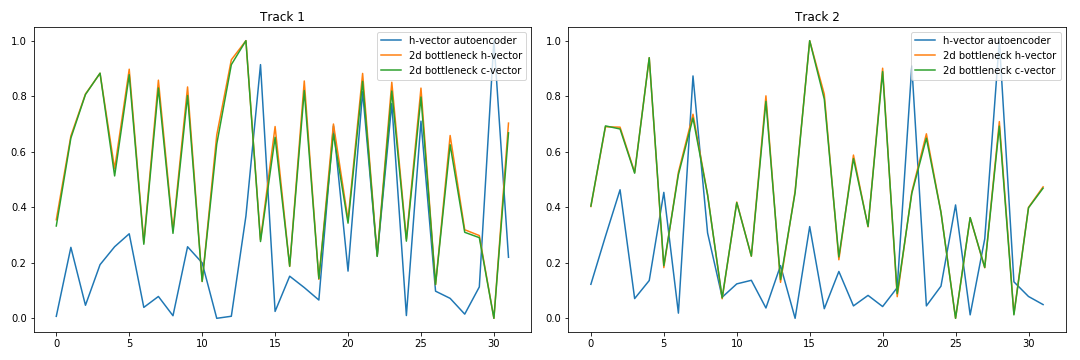 Track 1
h-vector autoencoder
2d bottleneck h-vector
2d bottleneck c-vector
1.0
0.8
0.6
0.4
0.2
0.0
0 5 10 15 20 25 30
Track 2
h-vector autoencoder
2d bottleneck h-vector
2d bottleneck c-vector
1.0
0.8
0.6
0.4
0.2
0.0
0 5 10 15 20 25 30